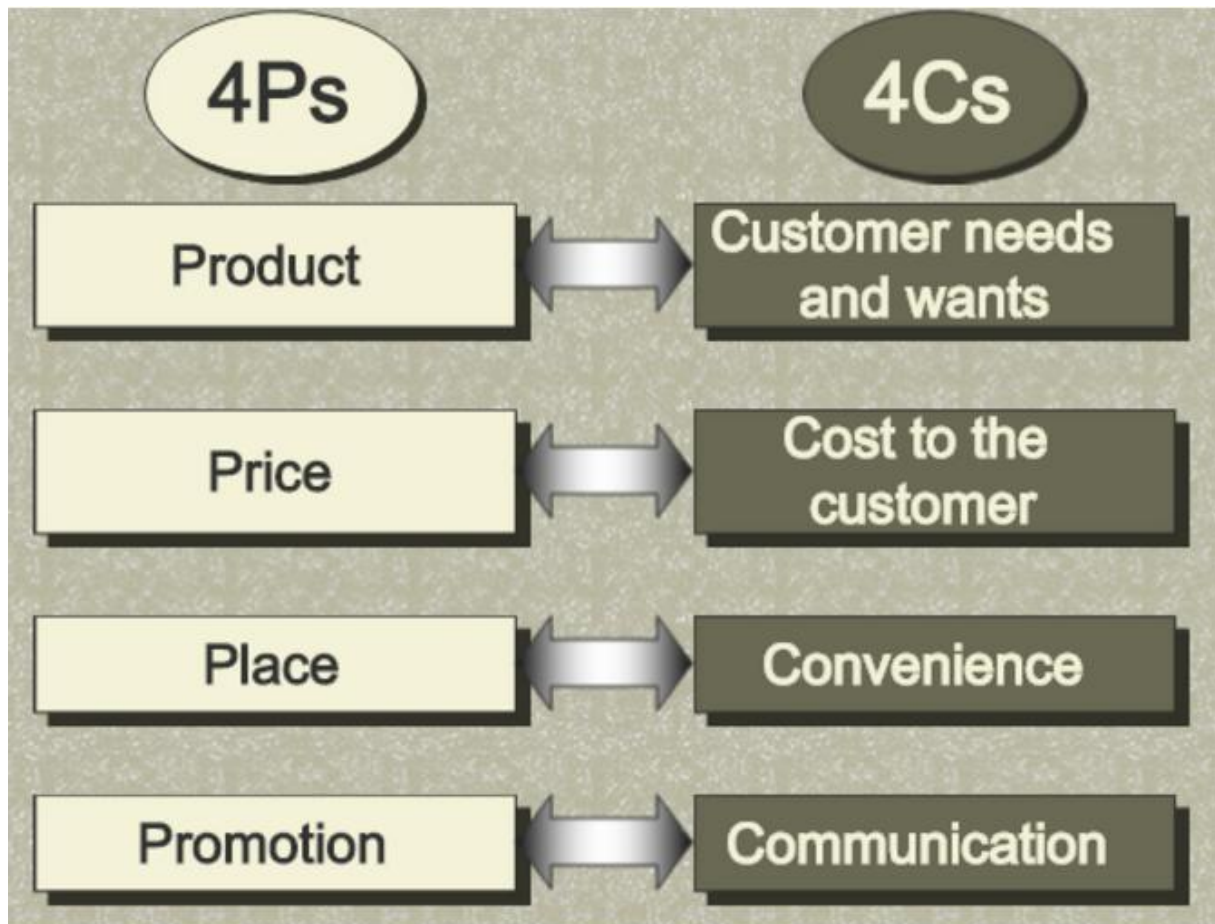 4Ps
4Cs
Product
Customer needs
and wants
Price
Cost to the
customer
Place
Convenience
Promotion
Communication